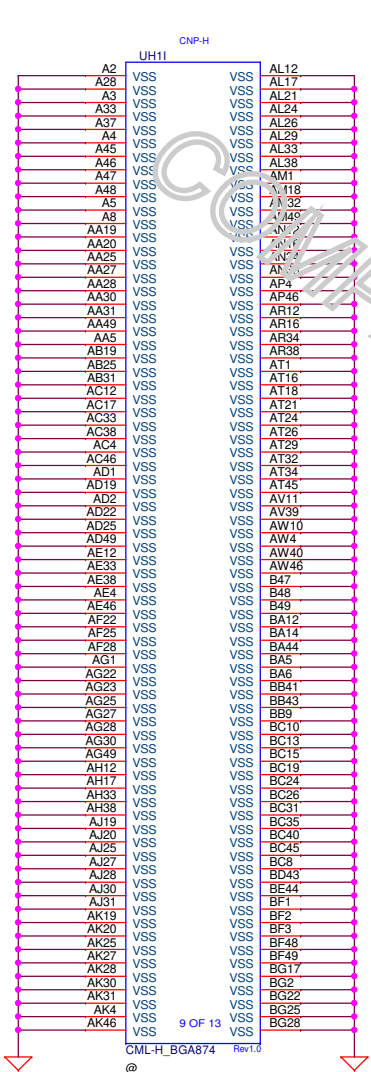 CNP-H
UH1I
A2 VSS VSS AL12
A28 VSS VSS AL17
A3 VSS VSS AL21
A33 VSS VSS AL24
A37 VSS VSS AL26
A4 VSS VSS AL29
A45 VSS VSS AL33
A46 VSS VSS AL38
A47 VSS VSS AM1
A48 VSS VSS AM18
A5 VSS VSS AM32
A8 VSS VSS AM49
AA19 VSS VSS
AA20 VSS VSS
AA25 VSS VSS
AA27 VSS VSS
AA28 VSS VSS AP4
AA30 VSS VSS AP46
AA31 VSS VSS AR12
AA49 VSS VSS AR16
AA5 VSS VSS AR34
AB19 VSS VSS AR38
AB25 VSS VSS AT1
AB31 VSS VSS AT16
AC12 VSS VSS AT18
AC17 VSS VSS AT21
AC33 VSS VSS AT24
AC38 VSS VSS AT26
AC4 VSS VSS AT29
AC46 VSS VSS AT32
AD1 VSS VSS AT34
AD19 VSS VSS AT45
AD2 VSS VSS AV11
AD22 VSS VSS AV39
AD25 VSS VSS AW10
AD49 VSS VSS AW4
AE12 VSS VSS AW40
AE33 VSS VSS AW46
AE38 VSS VSS B47
AE4 VSS VSS B48
AE46 VSS VSS B49
AF22 VSS VSS BA12
AF25 VSS VSS BA14
AF28 VSS VSS BA44
AG1 VSS VSS BA5
AG22 VSS VSS BA6
AG23 VSS VSS BB41
AG25 VSS VSS BB43
AG27 VSS VSS BB9
AG28 VSS VSS BC10
AG30 VSS VSS BC13
AG49 VSS VSS BC15
AH12 VSS VSS BC19
AH17 VSS VSS BC24
AH33 VSS VSS BC26
AH38 VSS VSS BC31
AJ19 VSS VSS BC35
AJ20 VSS VSS BC40
AJ25 VSS VSS BC45
AJ27 VSS VSS BC8
AJ28 VSS VSS BD43
AJ30 VSS VSS BE44
AJ31 VSS VSS BF1
AK19 VSS VSS BF2
AK20 VSS VSS BF3
AK25 VSS VSS BF48
AK27 VSS VSS BF49
AK28 VSS VSS BG17
AK30 VSS VSS BG2
AK31 VSS VSS BG22
AK4 VSS VSS BG25
AK46 VSS VSS BG28
9 OF 13
CML-H_BGA874 Rev1.0
@